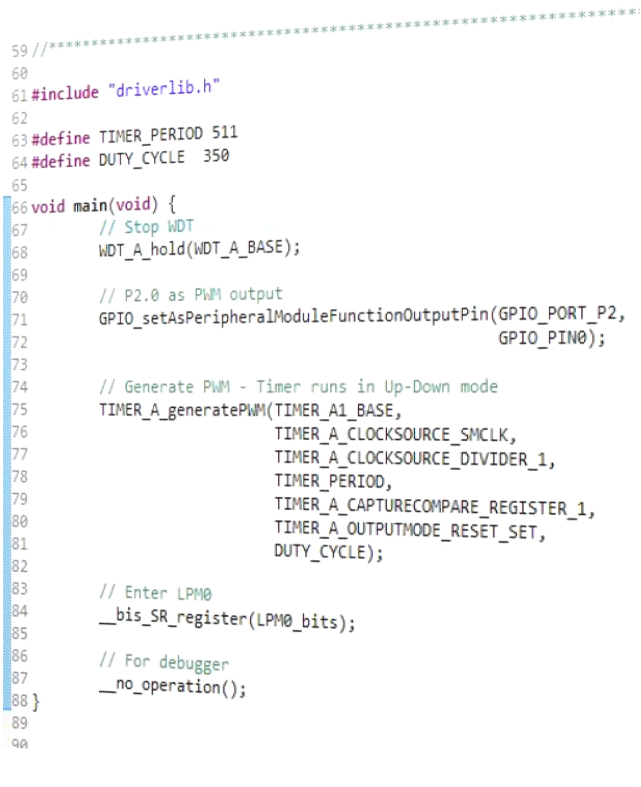 59 //****************************************************************************
60
61 #include "driverlib.h"
62
63 #define TIMER_PERIOD 511
64 #define DUTY_CYCLE  350
65
66 void main(void) {
67         // Stop WDT
68         WDT_A_hold(WDT_A_BASE);
69
70         // P2.0 as PWM output
71         GPIO_setAsPeripheralModuleFunctionOutputPin(GPIO_PORT_P2,
72                                                     GPIO_PIN0);
73
74         // Generate PWM - Timer runs in Up-Down mode
75         TIMER_A_generatePWM(TIMER_A1_BASE,
76                             TIMER_A_CLOCKSOURCE_SMCLK,
77                             TIMER_A_CLOCKSOURCE_DIVIDER_1,
78                             TIMER_PERIOD,
79                             TIMER_A_CAPTURECOMPARE_REGISTER_1,
80                             TIMER_A_OUTPUTMODE_RESET_SET,
81                             DUTY_CYCLE);
82
83         // Enter LPM0
84         __bis_SR_register(LPM0_bits);
85
86         // For debugger
87         __no_operation();
88 }
89
90